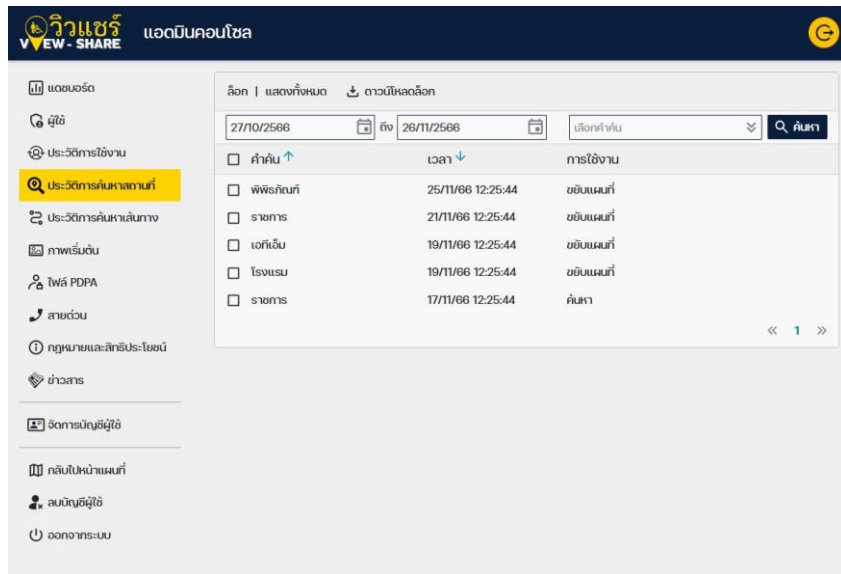 วิวแชร์
VIEW - SHARE
แอดมินคอนโซล
แดชบอร์ด
ผู้ใช้
ประวัติการใช้งาน
ประวัติการค้นหาสถานที่
ประวัติการค้นหาเส้นทาง
ภาพเริ่มต้น
ไฟล์ PDPA
สายด่วน
กฎหมายและสิทธิประโยชน์
ข่าวสาร
จัดการบัญชีผู้ใช้
กลับไปหน้าแผนที่
ลบบัญชีผู้ใช้
ออกจากระบบ
ล็อก | แสดงทั้งหมด ดาวน์โหลดล็อก
27/10/2566 ถึง 26/11/2566 เลือกคำค้น ค้นหา
คำค้น เวลา การใช้งาน
พิพิธภัณฑ์ 25/11/66 12:25:44 ขยับแผนที่
ราชการ 21/11/66 12:25:44 ขยับแผนที่
เอทีเอ็ม 19/11/66 12:25:44 ขยับแผนที่
โรงแรม 19/11/66 12:25:44 ขยับแผนที่
ราชการ 17/11/66 12:25:44 ค้นหา
« 1 »